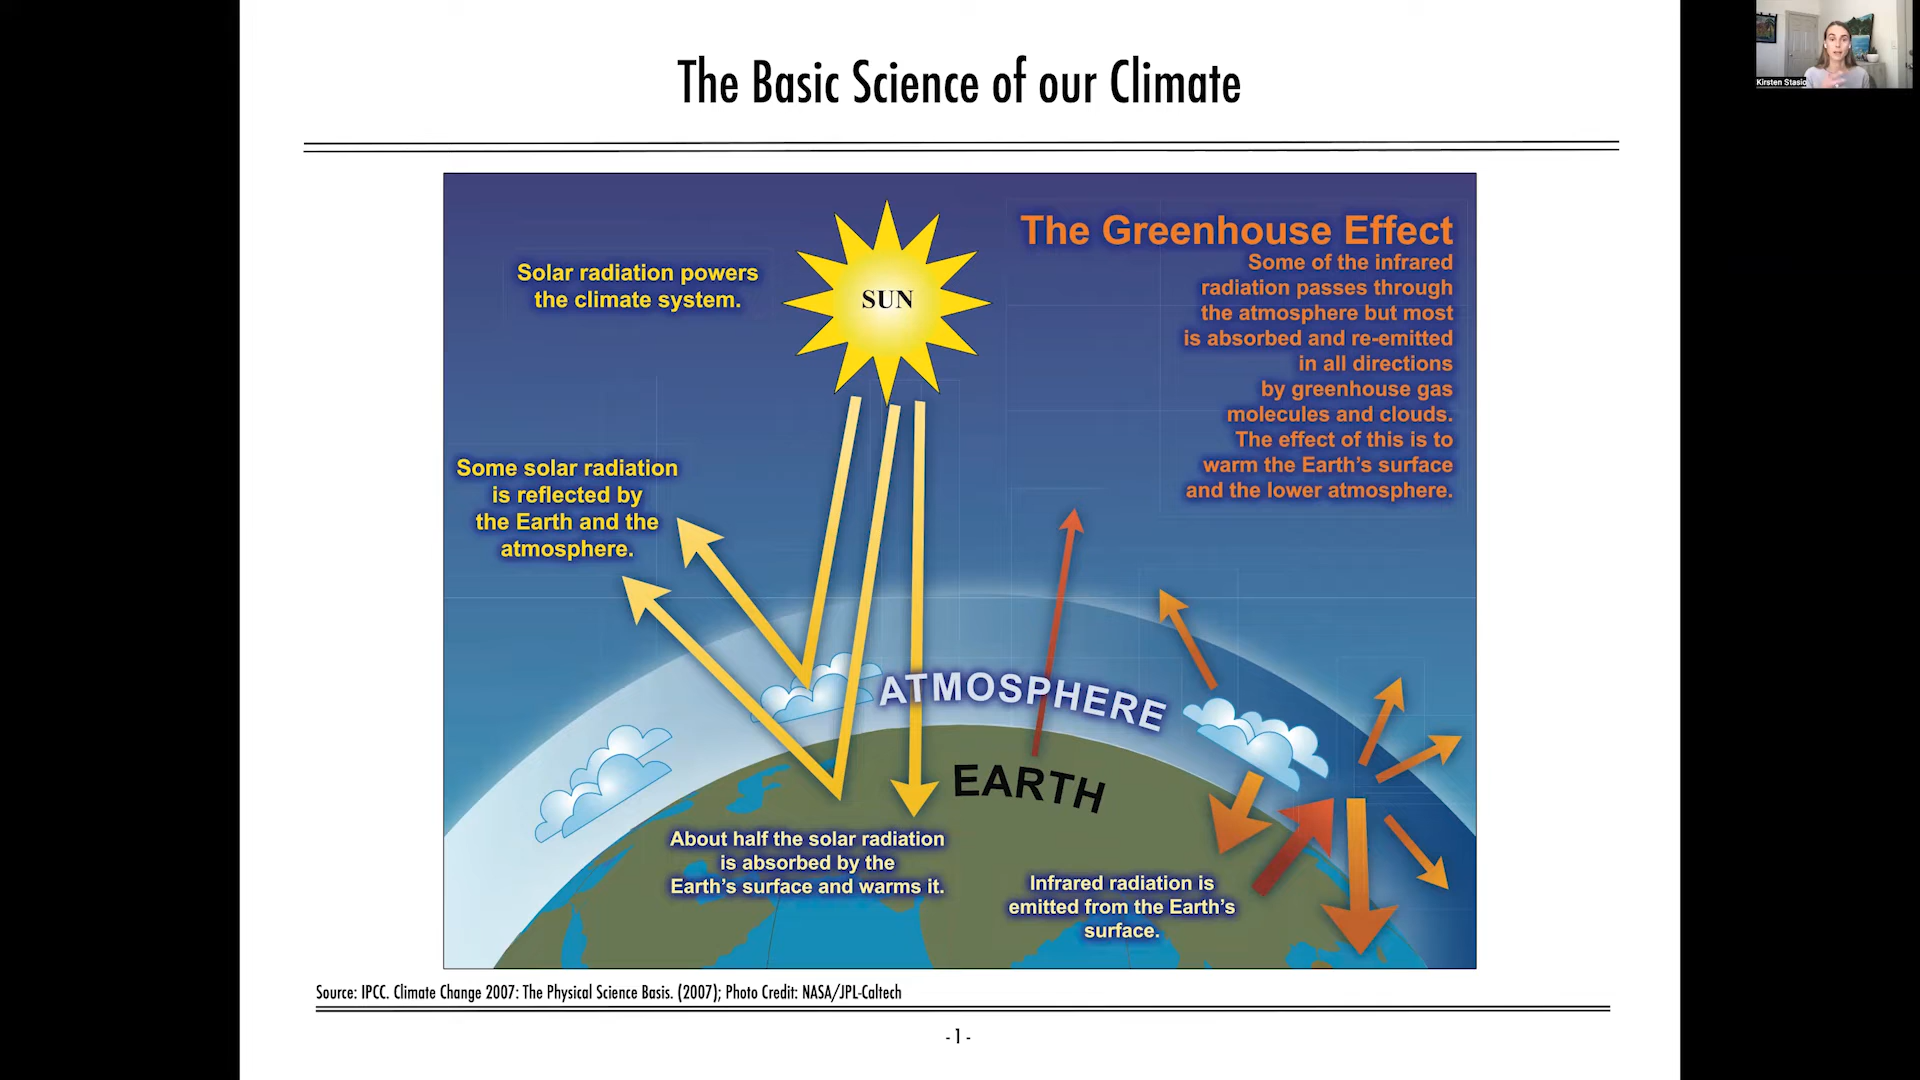 The Basic Science of our Climate
Kirsten Stasio
The Greenhouse Effect
Some of the infrared
radiation passes through
the atmosphere but most
is absorbed and re-emitted
in all directions
by greenhouse gas
molecules and clouds.
The effect of this is to
warm the Earth's surface
and the lower atmosphere.
Solar radiation powers
the climate system.
SUN
Some solar radiation
is reflected by
the Earth and the
atmosphere.
ATMOSPHERE
EARTH
About half the solar radiation
is absorbed by the
Earth's surface and warms it.
Infrared radiation is
emitted from the Earth's
surface.
Source: IPCC. Climate Change 2007: The Physical Science Basis. (2007); Photo Credit: NASA/JPL-Caltech
- 1 -